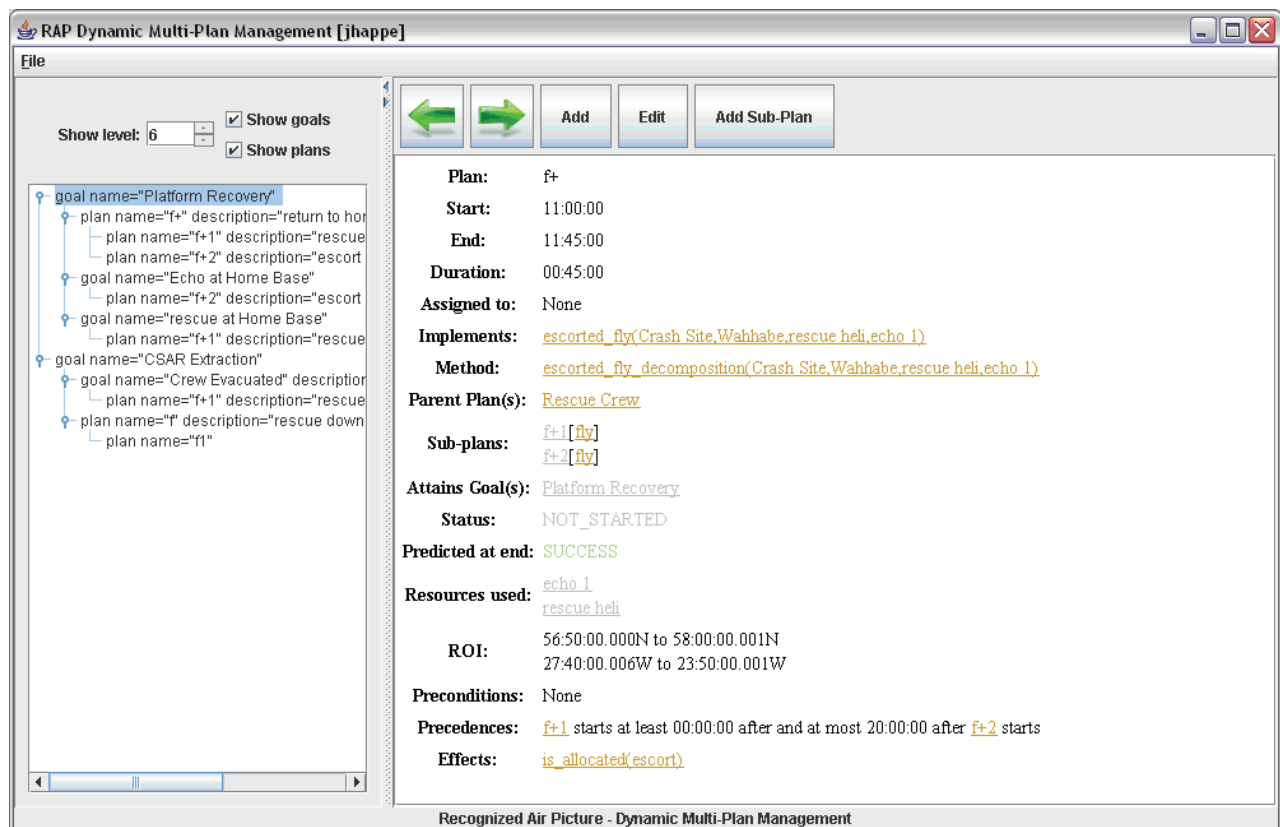 RAP Dynamic Multi-Plan Management [jhappe]
File
Show level: 6
Show goals
Show plans
goal name="Platform Recovery"
plan name="f+" description="return to hor
plan name="f+1" description="rescue
plan name="f+2" description="escort
goal name="Echo at Home Base"
plan name="f+2" description="escort
goal name="rescue at Home Base"
plan name="f+1" description="rescue
goal name="CSAR Extraction"
goal name="Crew Evacuated" description
plan name="f+1" description="rescue
plan name="f" description="rescue down
plan name="f1"
Add Edit Add Sub-Plan
Plan: f+
Start: 11:00:00
End: 11:45:00
Duration: 00:45:00
Assigned to: None
Implements: escorted_fly(Crash Site,Wahhabe,rescue heli,echo 1)
Method: escorted_fly_decomposition(Crash Site,Wahhabe,rescue heli,echo 1)
Parent Plan(s): Rescue Crew
Sub-plans: f+1[fly]
f+2[fly]
Attains Goal(s): Platform Recovery
Status: NOT_STARTED
Predicted at end: SUCCESS
Resources used: echo 1
rescue heli
ROI: 56:50:00.000N to 58:00:00.001N
27:40:00.006W to 23:50:00.001W
Preconditions: None
Precedences: f+1 starts at least 00:00:00 after and at most 20:00:00 after f+2 starts
Effects: is_allocated(escort)
Recognized Air Picture - Dynamic Multi-Plan Management